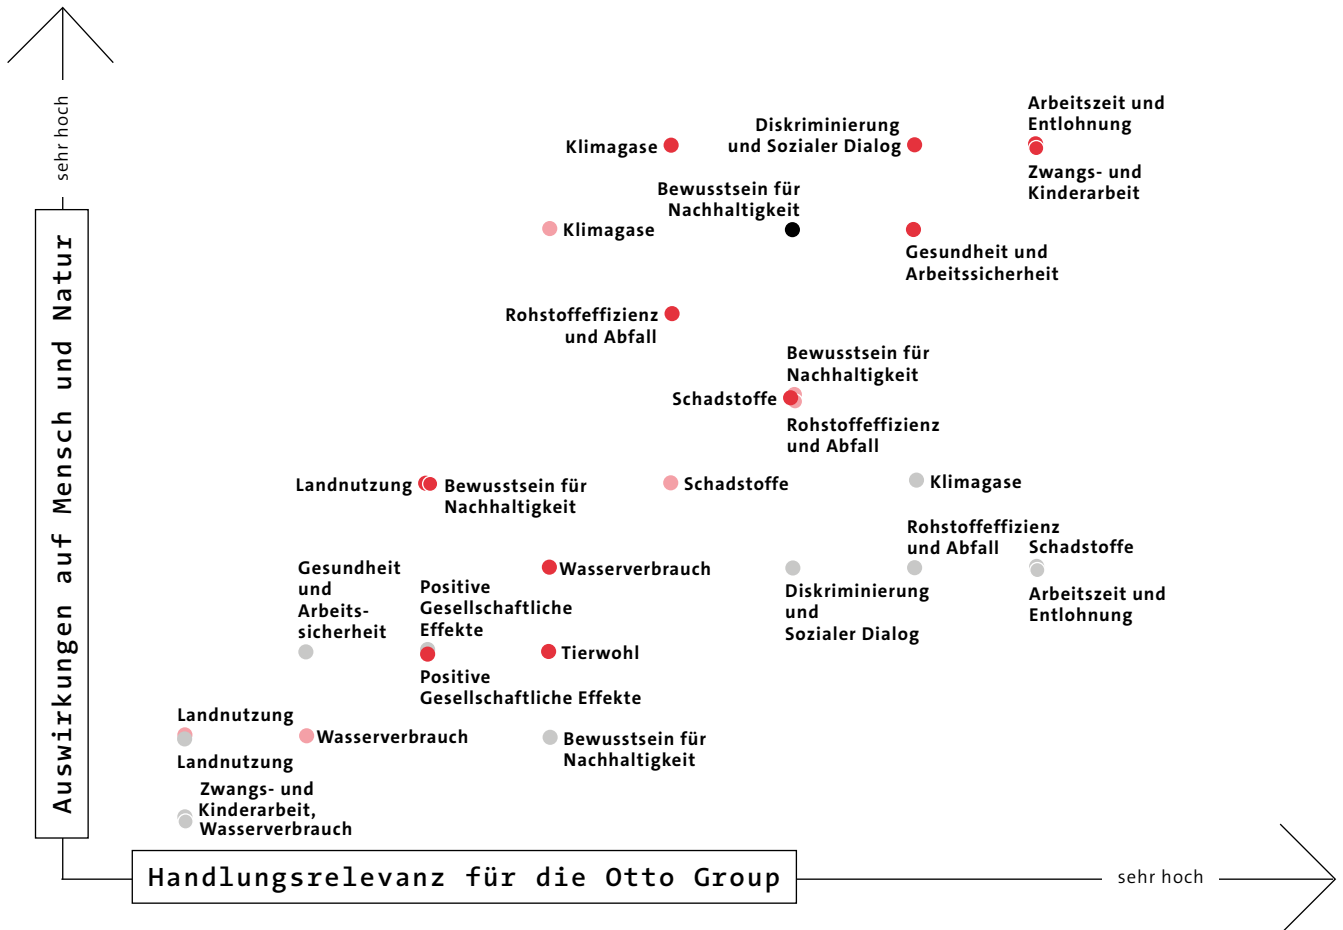 sehr hoch
Auswirkungen auf Mensch und Natur
Arbeitszeit und
Entlohnung
Diskriminierung
und Sozialer Dialog
Klimagase
Zwangs- und
Kinderarbeit
Bewusstsein für
Nachhaltigkeit
Klimagase
Gesundheit und
Arbeitssicherheit
Rohstoffeffizienz
und Abfall
Bewusstsein für
Nachhaltigkeit
Schadstoffe
Rohstoffeffizienz
und Abfall
Landnutzung
Bewusstsein für
Nachhaltigkeit
Schadstoffe
Klimagase
Rohstoffeffizienz
und Abfall
Schadstoffe
Gesundheit
und
Arbeits-
sicherheit
Positive
Gesellschaftliche
Effekte
Wasserverbrauch
Diskriminierung
und
Sozialer Dialog
Arbeitszeit und
Entlohnung
Tierwohl
Positive
Gesellschaftliche Effekte
Landnutzung
Wasserverbrauch
Bewusstsein für
Nachhaltigkeit
Landnutzung
Zwangs- und
Kinderarbeit,
Wasserverbrauch
Handlungsrelevanz für die Otto Group
sehr hoch